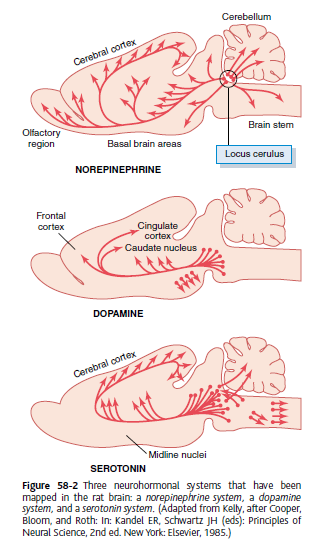 Cerebellum
Cerebral cortex
Olfactory
region
Basal brain areas
Brain stem
Locus cerulus
NOREPINEPHRINE
Frontal
cortex
Cingulate
cortex
Caudate nucleus
DOPAMINE
Cerebral cortex
Midline nuclei
SEROTONIN
Figure 58-2 Three neurohormonal systems that have been
mapped in the rat brain: a norepinephrine system, a dopamine
system, and a serotonin system. (Adapted from Kelly, after Cooper,
Bloom, and Roth: In: Kandel ER, Schwartz JH (eds): Principles of
Neural Science, 2nd ed. New York: Elsevier, 1985.)